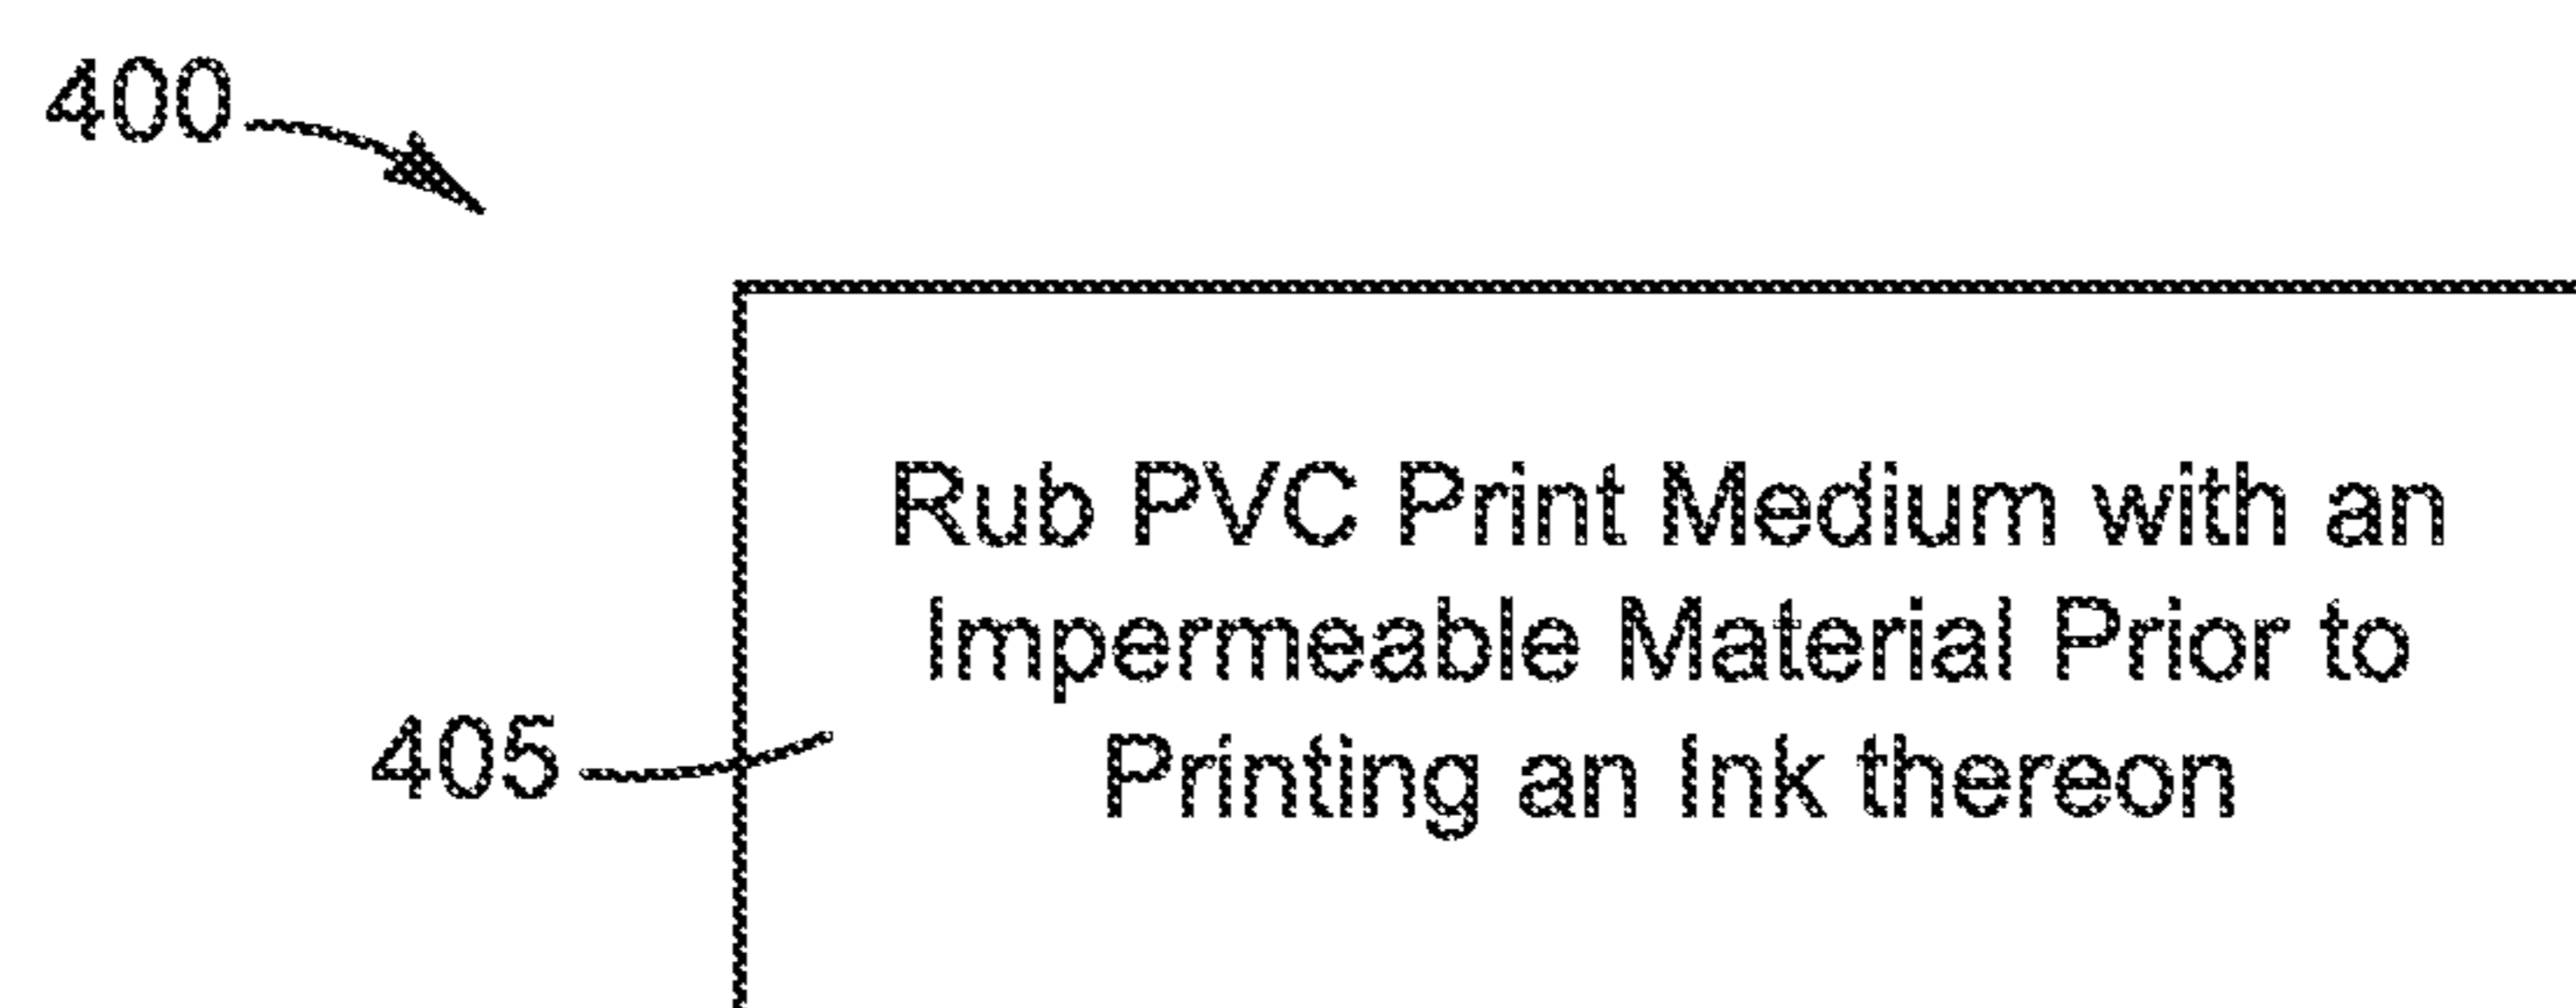 400
Rub PVC Print Medium with an
Impermeable Material Prior to
Printing an Ink thereon
405